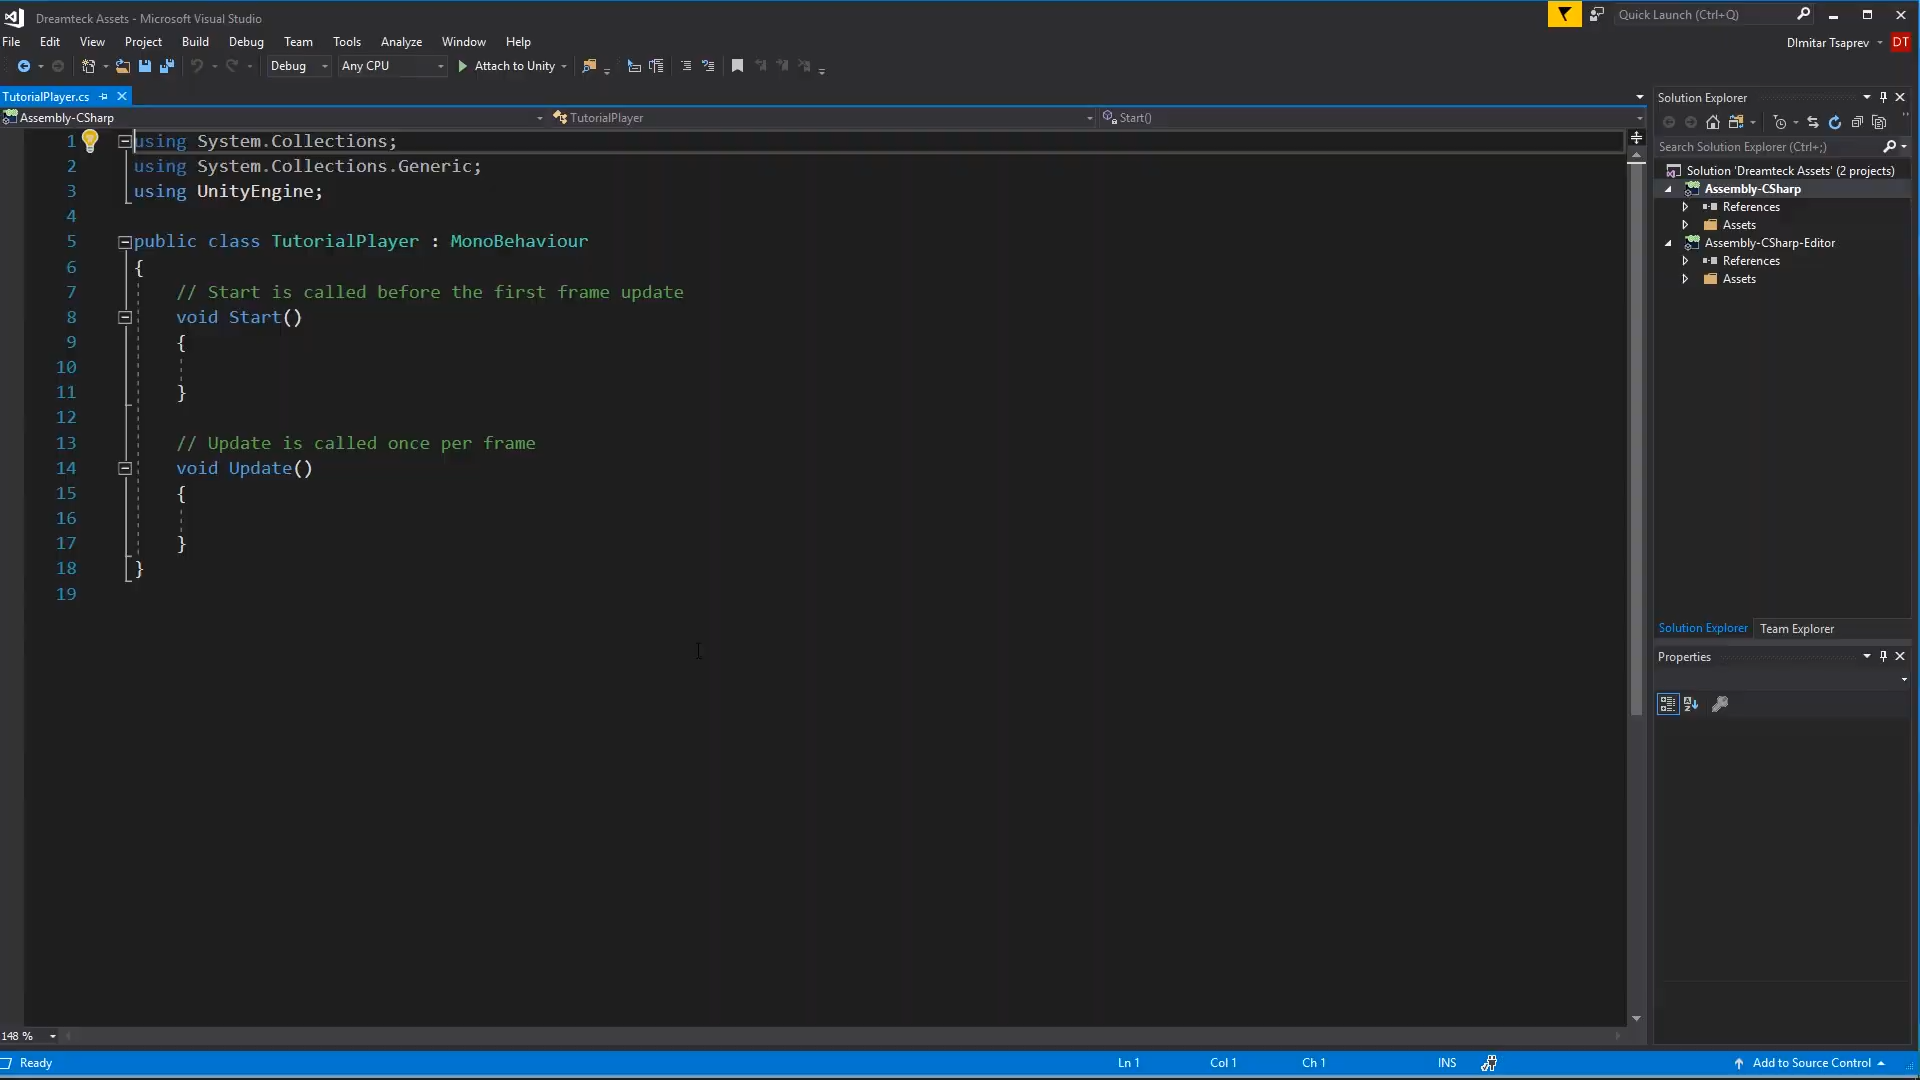 Dreamteck Assets - Microsoft Visual Studio
Quick Launch (Ctrl+Q)
File Edit View Project Build Debug Team Tools Analyze Window Help
DImitar Tsaprev DT
Debug Any CPU Attach to Unity
TutorialPlayer.cs
Assembly-CSharp TutorialPlayer Start()
1 using System.Collections;
2 using System.Collections.Generic;
3 using UnityEngine;
4
5 public class TutorialPlayer : MonoBehaviour
6 {
7 // Start is called before the first frame update
8 void Start()
9 {
10
11 }
12
13 // Update is called once per frame
14 void Update()
15 {
16
17 }
18 }
19
148 %
Solution Explorer
Search Solution Explorer (Ctrl+;)
Solution 'Dreamteck Assets' (2 projects)
Assembly-CSharp
References
Assets
Assembly-CSharp-Editor
References
Assets
Solution Explorer Team Explorer
Properties
Ready Ln 1 Col 1 Ch 1 INS Add to Source Control